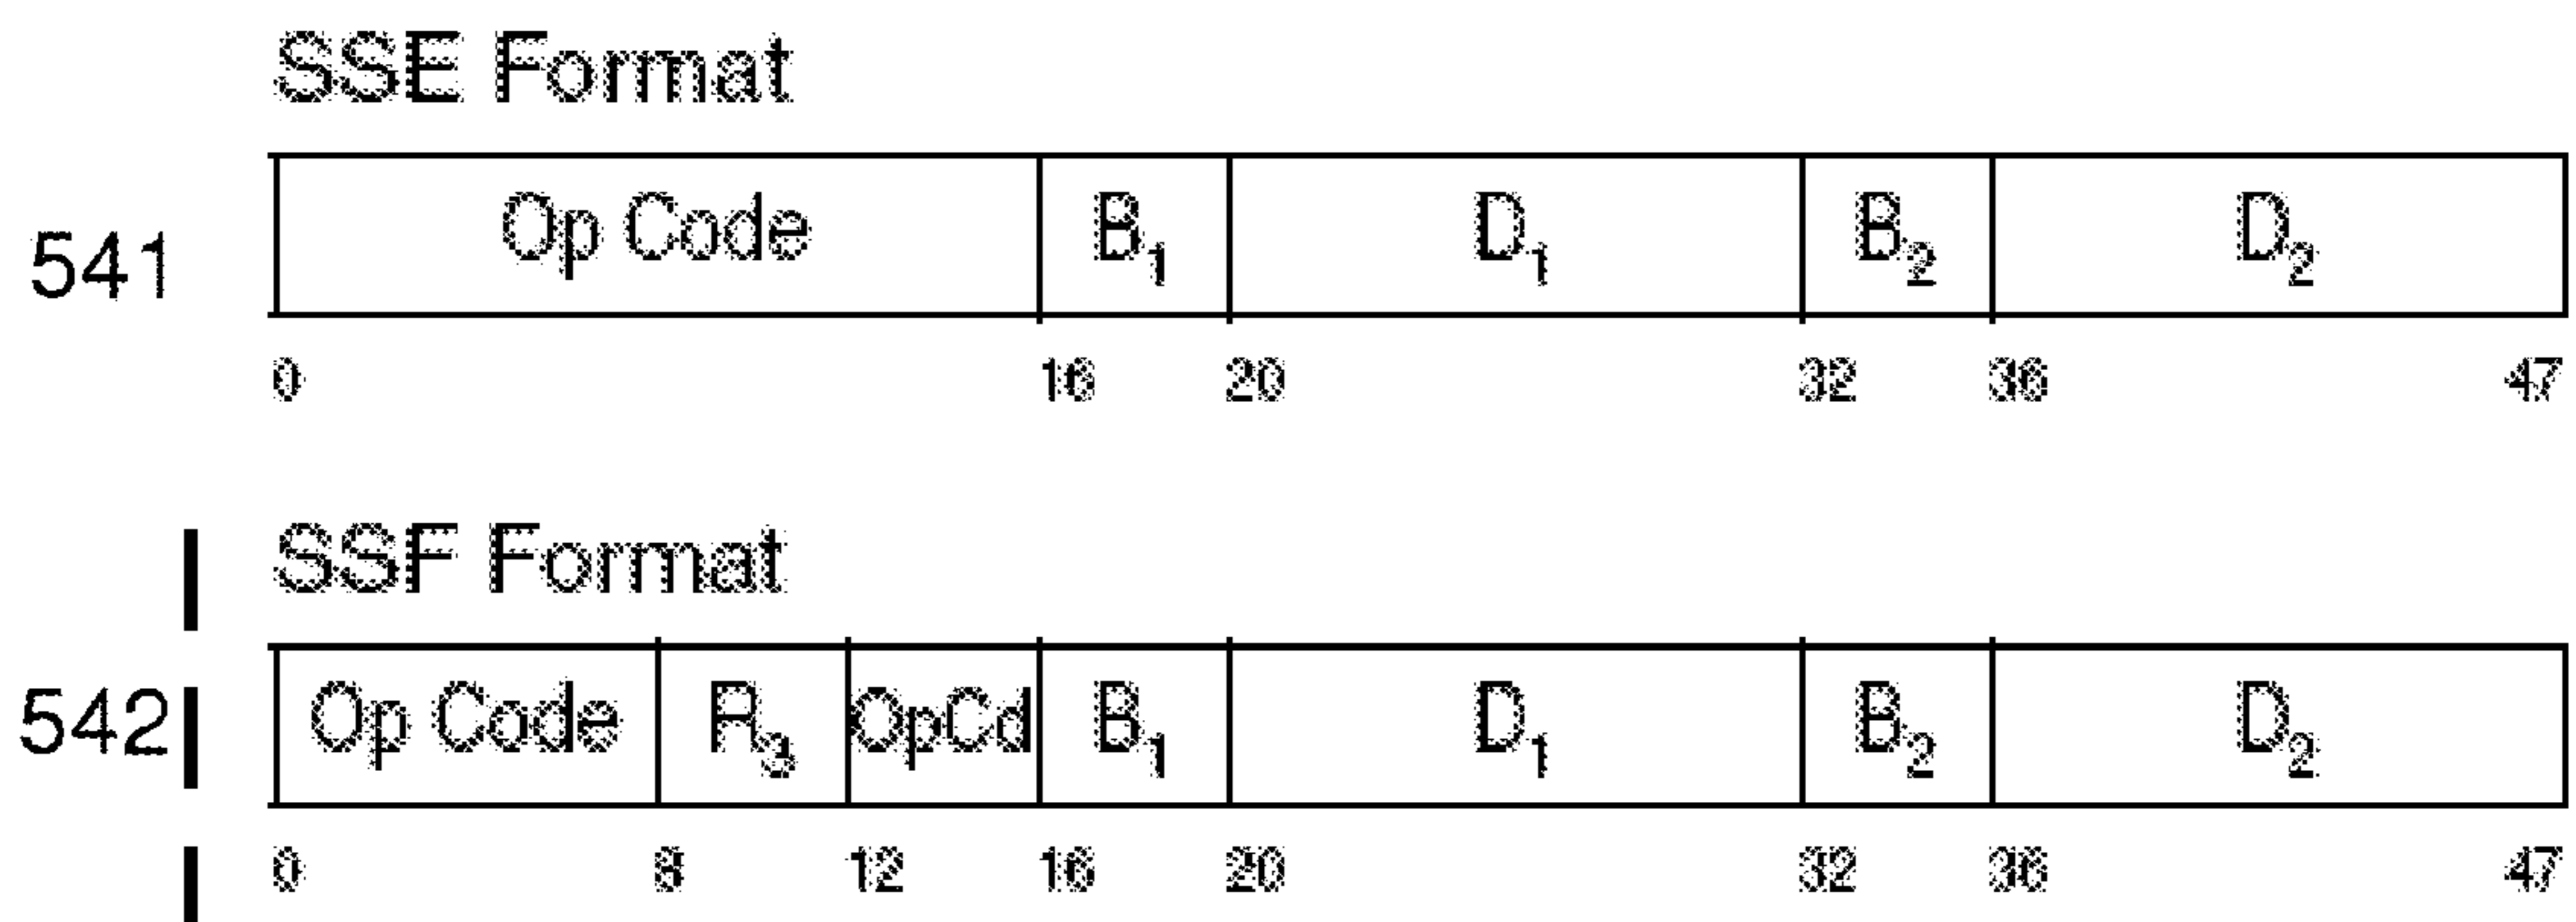 SSE Format
541 Op Code B₁ D₁ B₂ D₂
0 16 20 32 36 47
SSF Format
542 Op Code R₃ OpCd B₁ D₁ B₂ D₂
0 8 12 16 20 32 36 47